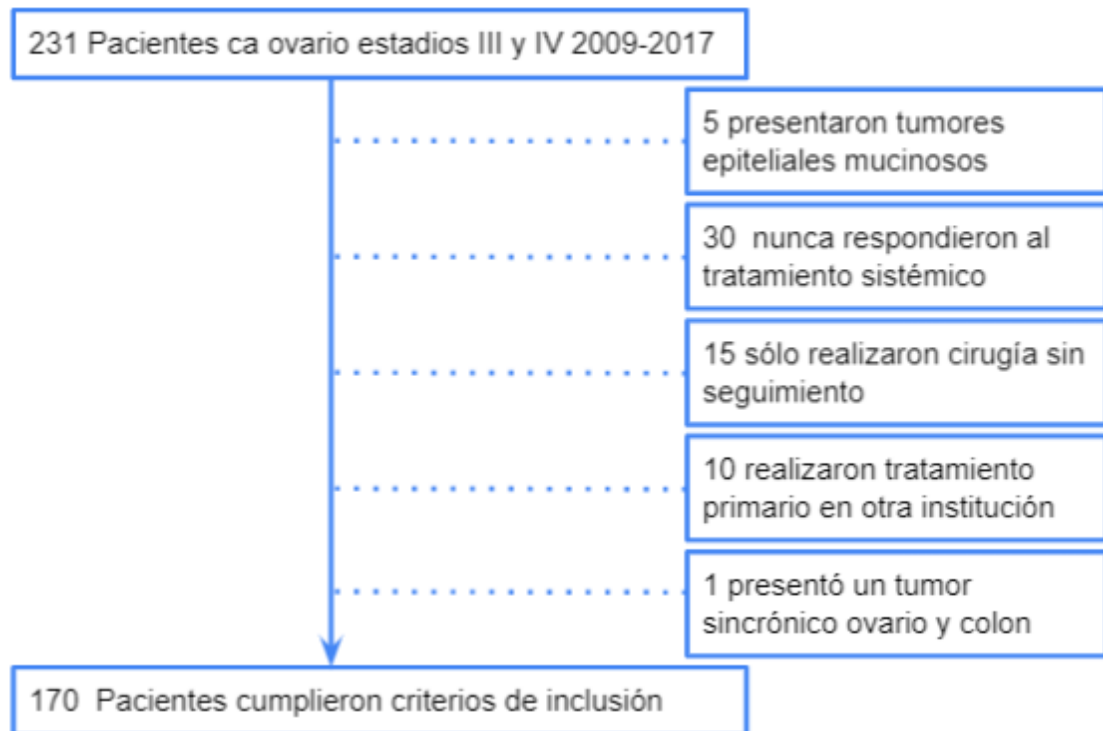 231 Pacientes ca ovario estadios III y IV 2009-2017
5 presentaron tumores
epiteliales mucinosos
30 nunca respondieron al
tratamiento sistémico
15 sólo realizaron cirugía sin
seguimiento
10 realizaron tratamiento
primario en otra institución
1 presentó un tumor
sincrónico ovario y colon
170 Pacientes cumplieron criterios de inclusión